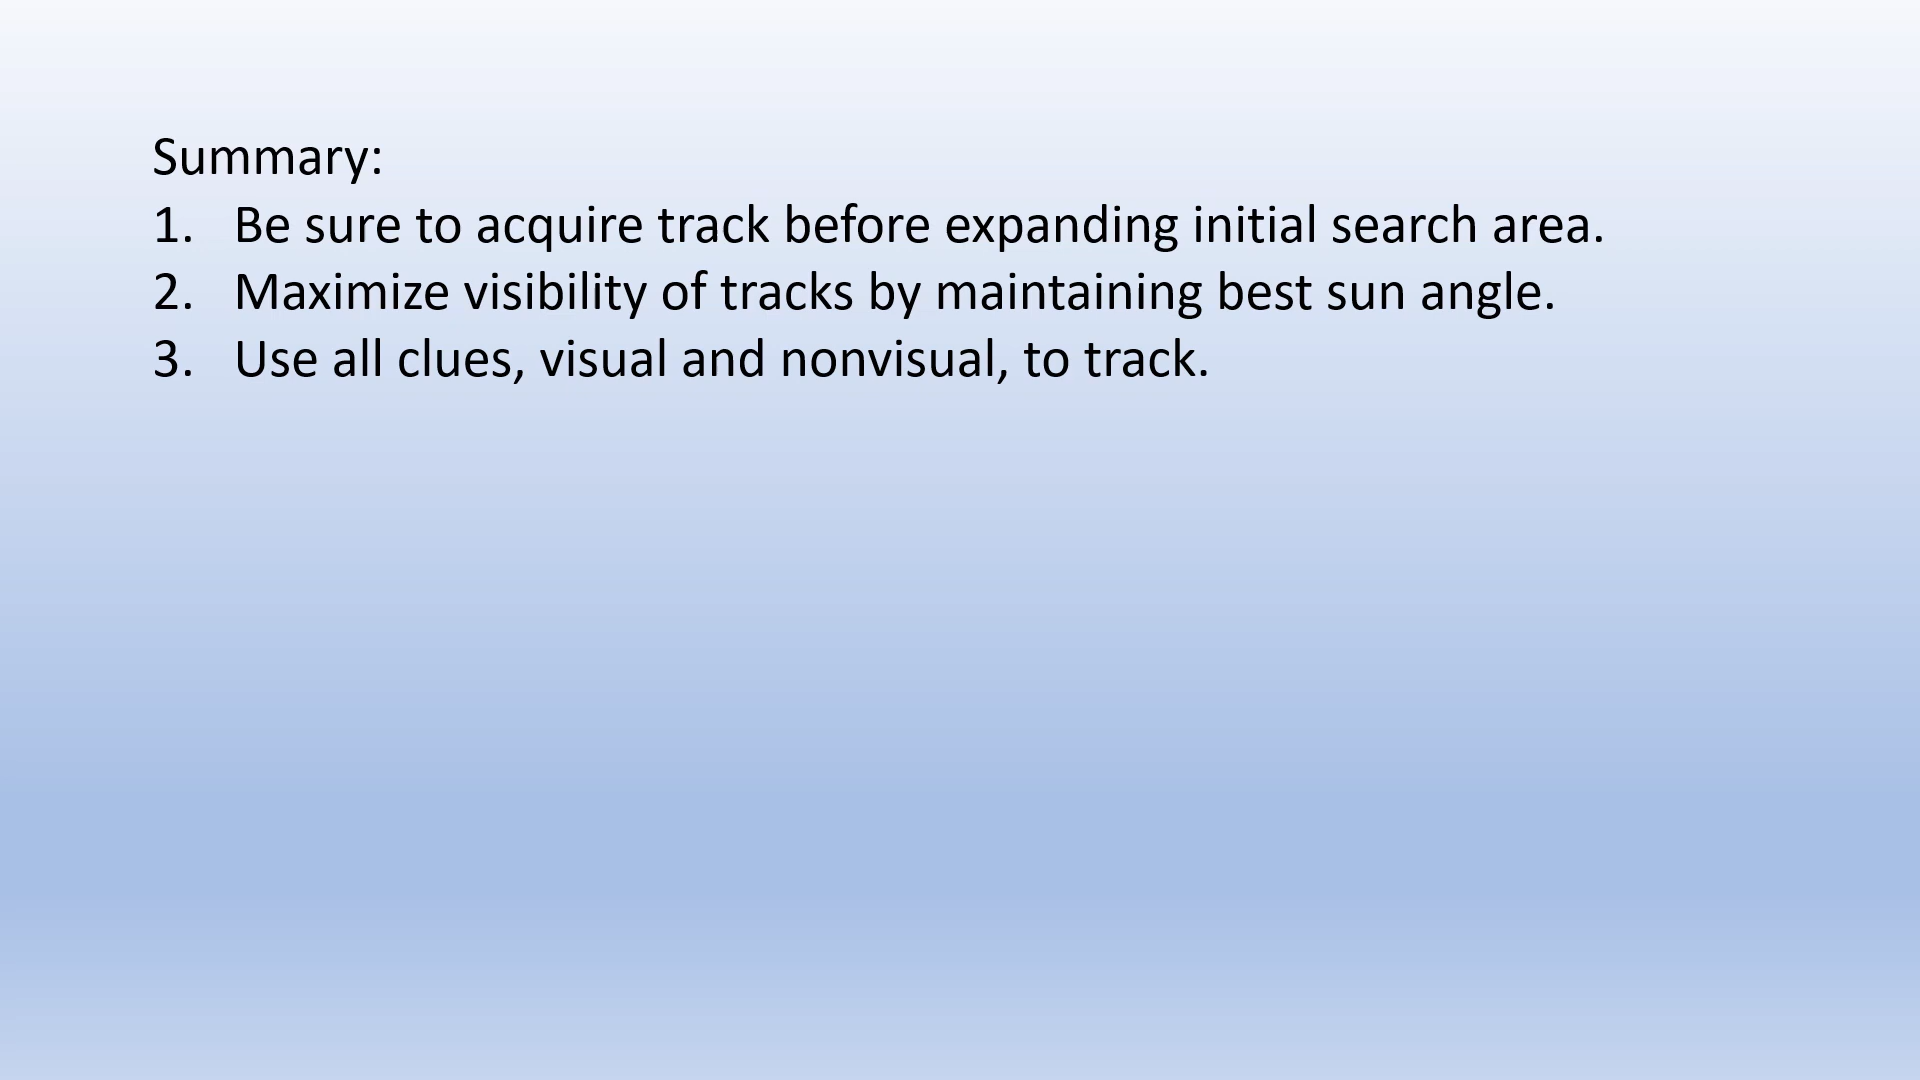 Summary:
1. Be sure to acquire track before expanding initial search area.
2. Maximize visibility of tracks by maintaining best sun angle.
3. Use all clues, visual and nonvisual, to track.